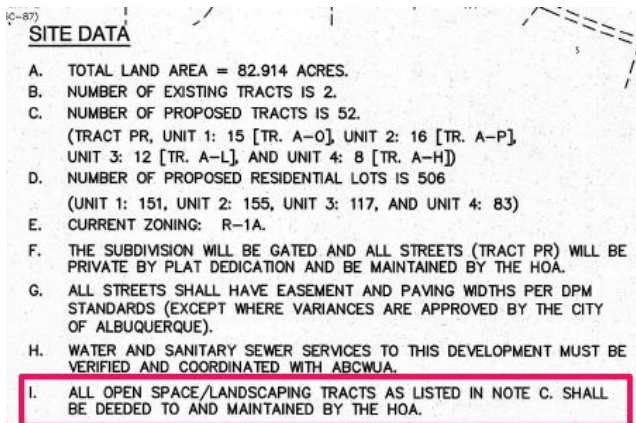 SC-87)
SITE DATA
A. TOTAL LAND AREA = 82.914 ACRES.
B. NUMBER OF EXISTING TRACTS IS 2.
C. NUMBER OF PROPOSED TRACTS IS 52.
(TRACT PR, UNIT 1: 15 [TR. A-O], UNIT 2: 16 [TR. A-P],
UNIT 3: 12 [TR. A-L], AND UNIT 4: 8 [TR. A-H])
D. NUMBER OF PROPOSED RESIDENTIAL LOTS IS 506
(UNIT 1: 151, UNIT 2: 155, UNIT 3: 117, AND UNIT 4: 83)
E. CURRENT ZONING: R-1A.
F. THE SUBDIVISION WILL BE GATED AND ALL STREETS (TRACT PR) WILL BE
PRIVATE BY PLAT DEDICATION AND BE MAINTAINED BY THE HOA.
G. ALL STREETS SHALL HAVE EASEMENT AND PAVING WIDTHS PER DPM
STANDARDS (EXCEPT WHERE VARIANCES ARE APPROVED BY THE CITY
OF ALBUQUERQUE).
H. WATER AND SANITARY SEWER SERVICES TO THIS DEVELOPMENT MUST BE
VERIFIED AND COORDINATED WITH ABCWUA.
I. ALL OPEN SPACE/LANDSCAPING TRACTS AS LISTED IN NOTE C. SHALL
BE DEEDED TO AND MAINTAINED BY THE HOA.